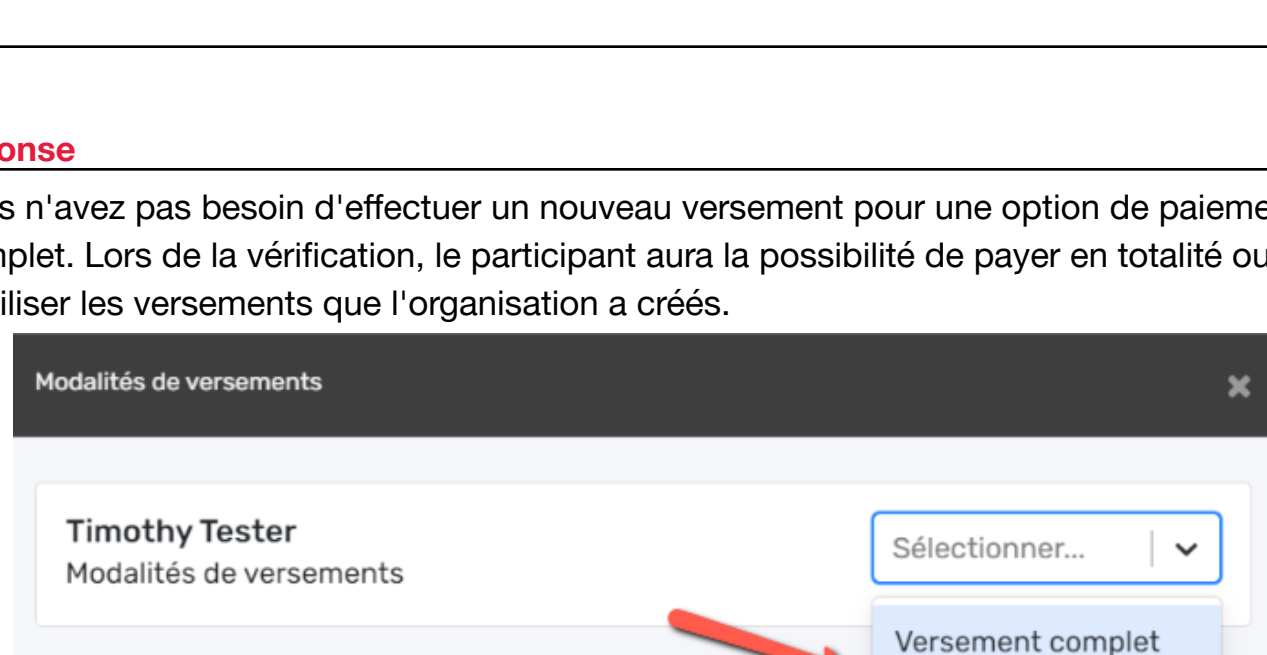 onse
s n'avez pas besoin d'effectuer un nouveau versement pour une option de paieme
plet. Lors de la vérification, le participant aura la possibilité de payer en totalité ou
iliser les versements que l'organisation a créés.
Modalités de versements
Timothy Tester
Sélectionner...
Modalités de versements
Versement complet